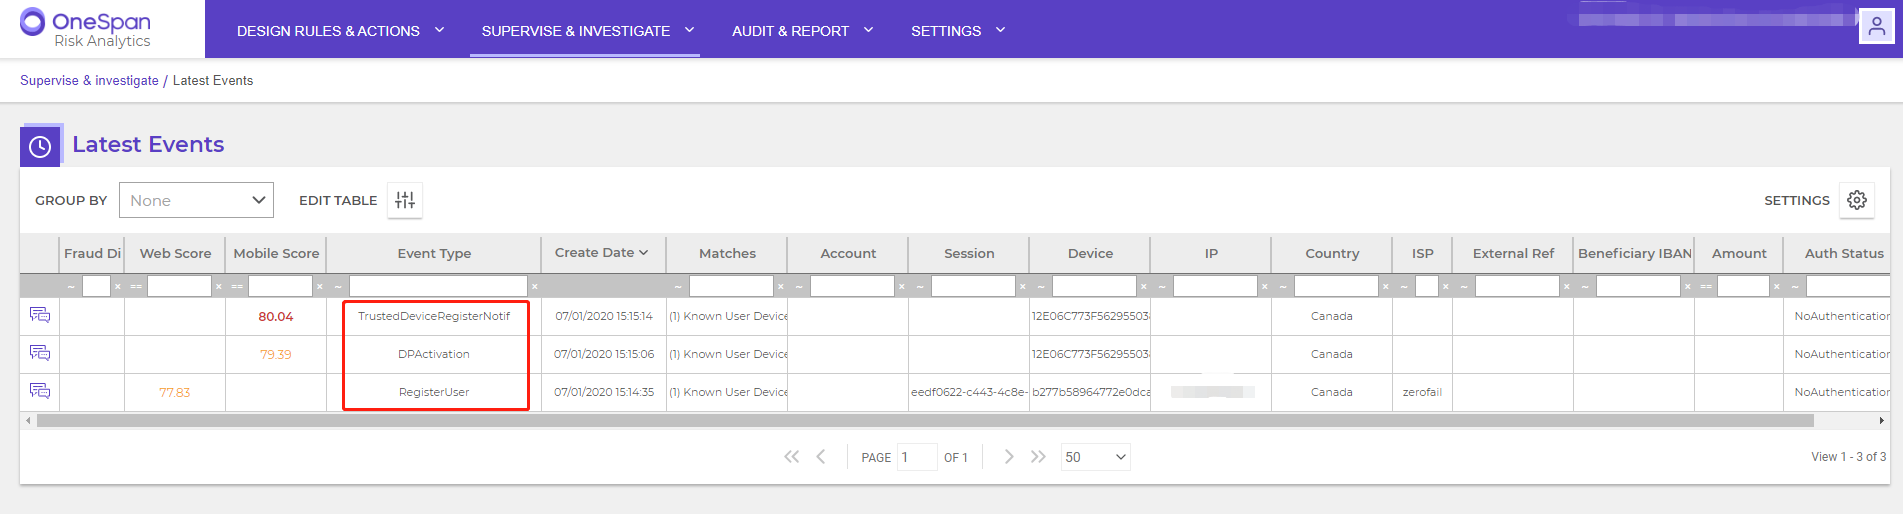 OneSpan
Risk Analytics
DESIGN RULES & ACTIONS
SUPERVISE & INVESTIGATE
AUDIT & REPORT
SETTINGS
Supervise & investigate / Latest Events
Latest Events
GROUP BY None EDIT TABLE SETTINGS
Fraud Di Web Score Mobile Score Event Type Create Date Matches Account Session Device IP Country ISP External Ref Beneficiary IBAN Amount Auth Status
~ × == × == × ~ × ~ × ~ × ~ × ~ × ~ × ~ × ~ × ~ × ~ × == × ~
80.04 TrustedDeviceRegisterNotif 07/01/2020 15:15:14 (1) Known User Device 12E06C773F5629550 Canada NoAuthentication
79.39 DPActivation 07/01/2020 15:15:06 (1) Known User Device 12E06C773F5629550 Canada NoAuthentication
77.83 RegisterUser 07/01/2020 15:14:35 (1) Known User Device eedf0622-c443-4c8e- b277b58964772e0dca Canada zerofail NoAuthentication
PAGE 1 OF 1 50 View 1 - 3 of 3